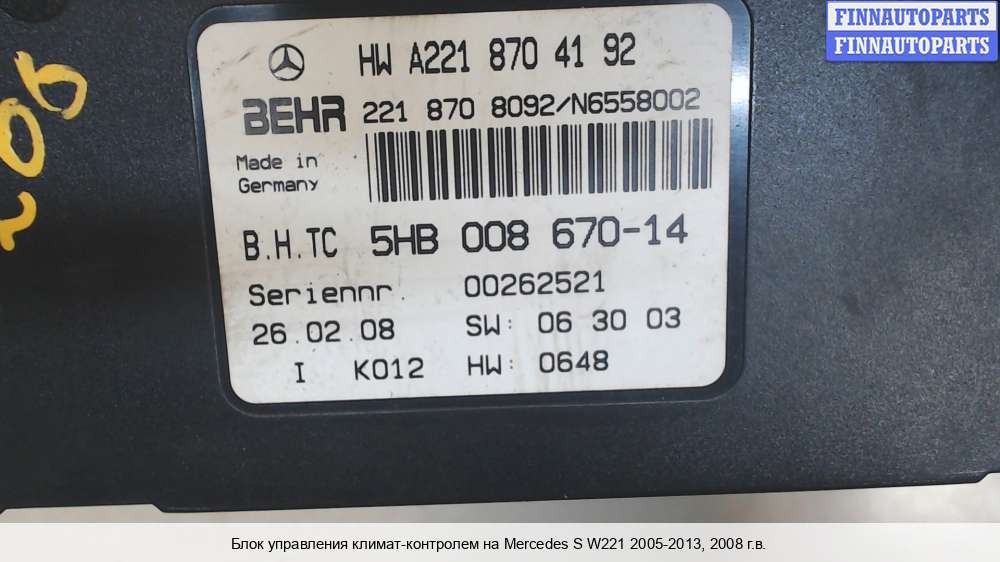 FINNAUTOPARTS
FINNAUTOPARTS
HW A221 870 41 92
BEHR 221 870 8092/N6558002
Made in
Germany
B.H.TC 5HB 008 670-14
Seriennr. 00262521
26.02.08 SW: 06 30 03
I K012 HW: 0648
Блок управления климат-контролем на Mercedes S W221 2005-2013, 2008 г.в.